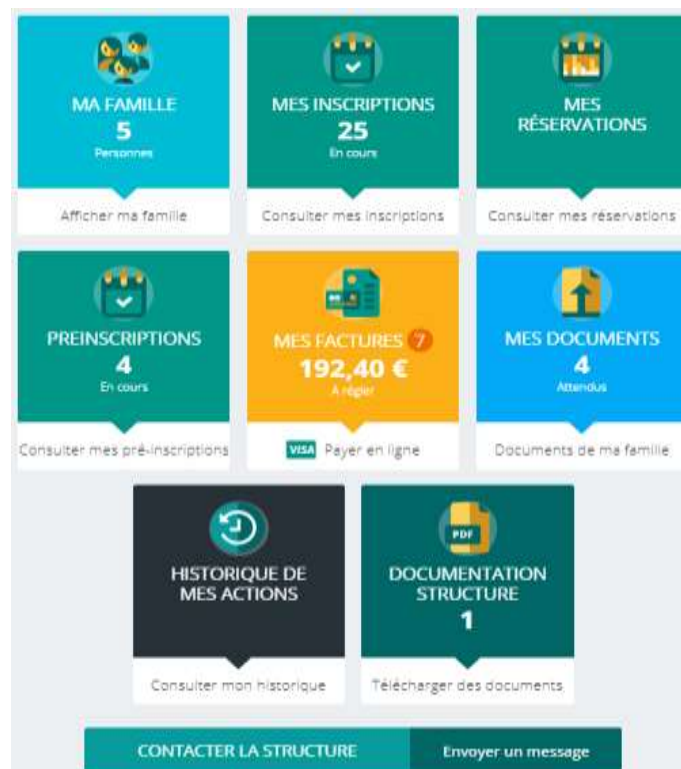 MA FAMILLE
5
Personnes
Afficher ma famille
MES INSCRIPTIONS
25
En cours
Consulter mes inscriptions
MES
RÉSERVATIONS
Consulter mes réservations
PREINSCRIPTIONS
4
En cours
Consulter mes pré-inscriptions
MES FACTURES 7
192,40 €
A régler
VISA Payer en ligne
MES DOCUMENTS
4
Attendus
Documents de ma famille
HISTORIQUE DE
MES ACTIONS
Consulter mon historique
PDF
DOCUMENTATION
STRUCTURE
1
Télécharger des documents
CONTACTER LA STRUCTURE
Envoyer un message